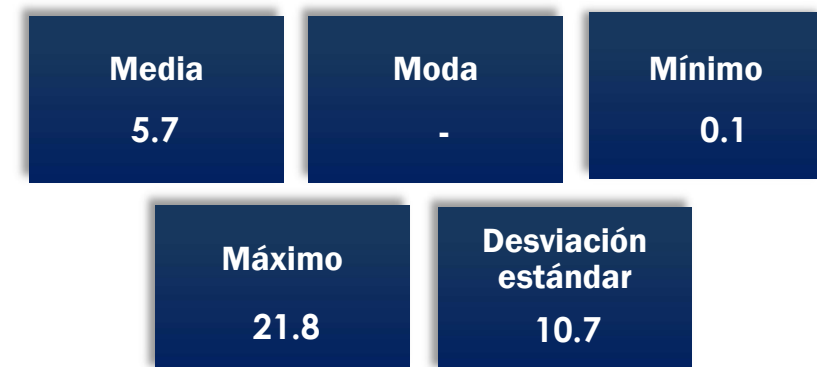 Media
5.7
Moda
-
Mínimo
0.1
Máximo
21.8
Desviación
estándar
10.7